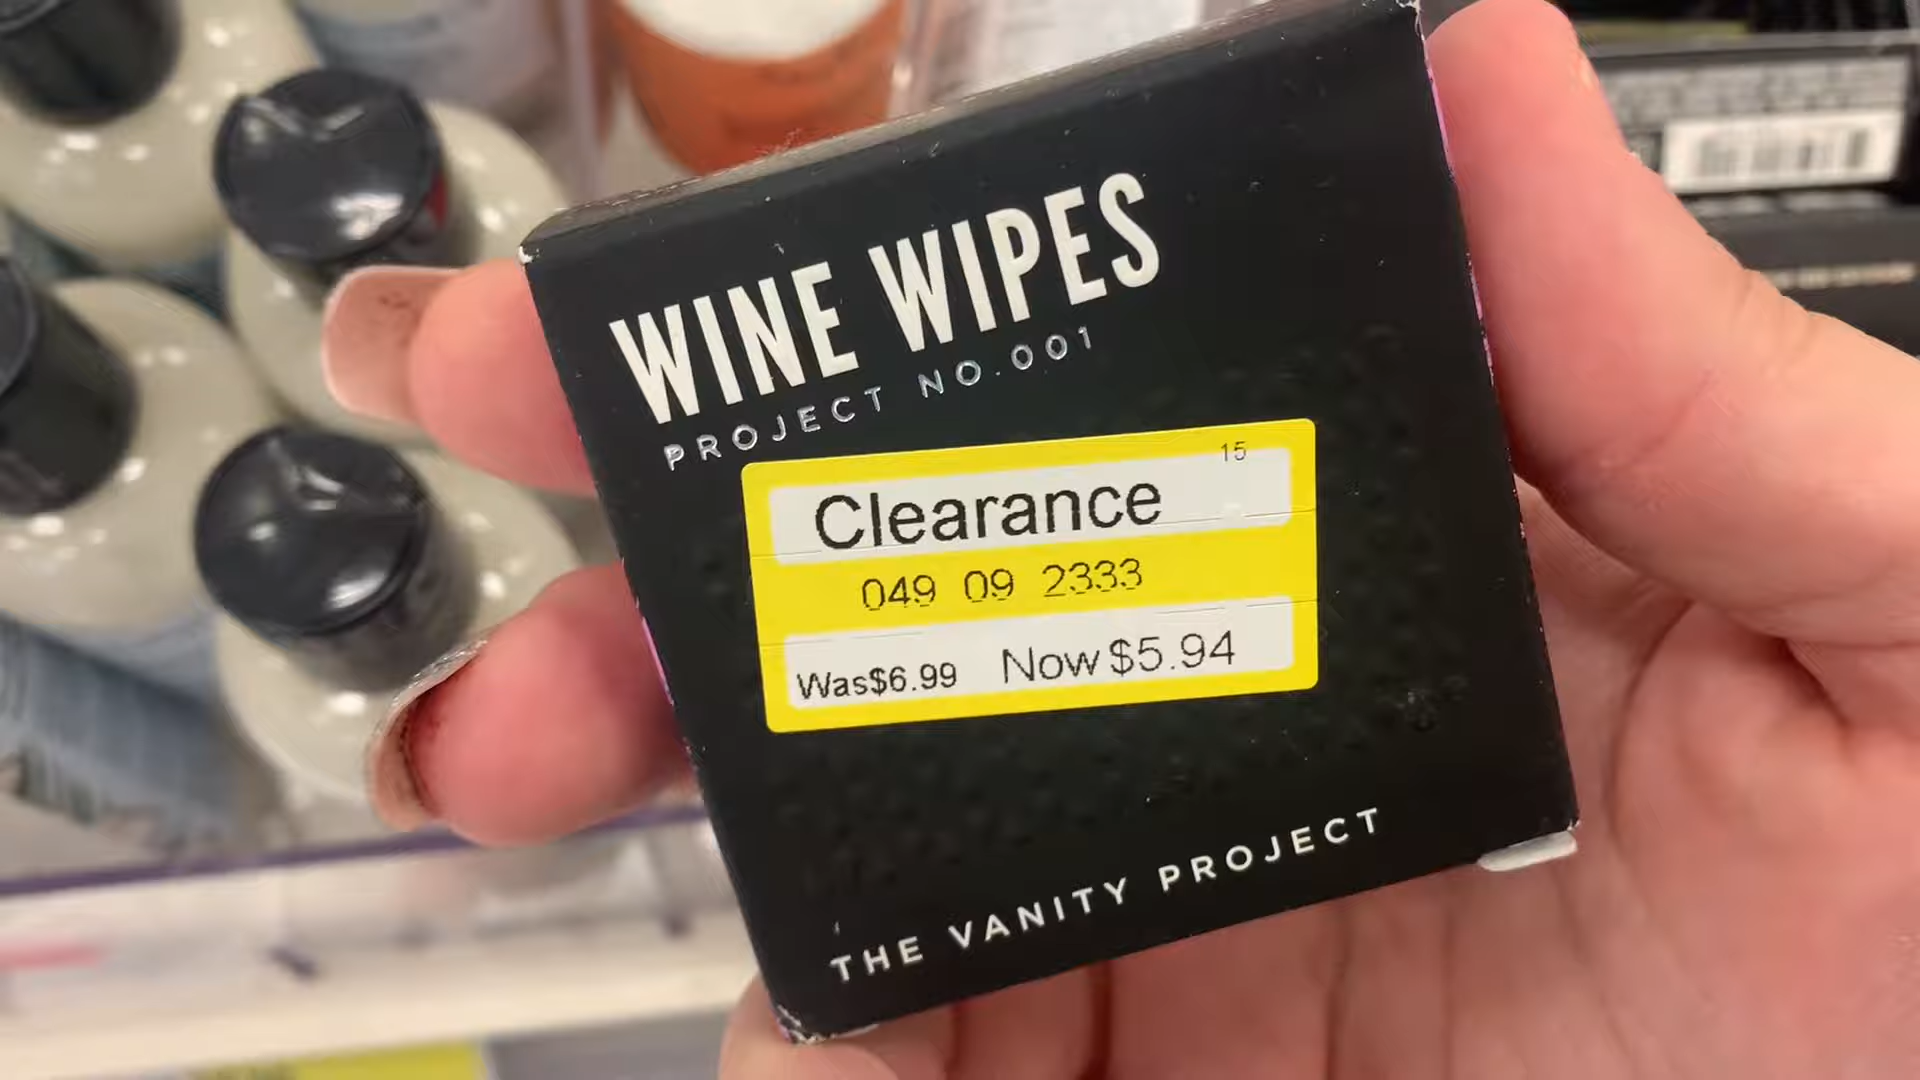 WINE WIPES
PROJECT NO.001
15
Clearance
049 09 2333
Was$6.99 Now$5.94
THE VANITY PROJECT